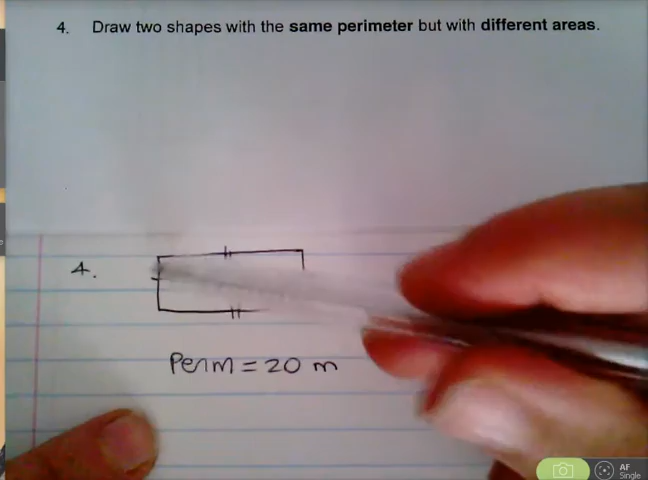 4. Draw two shapes with the same perimeter but with different areas.
4.
Perim = 20 m
AF
Single